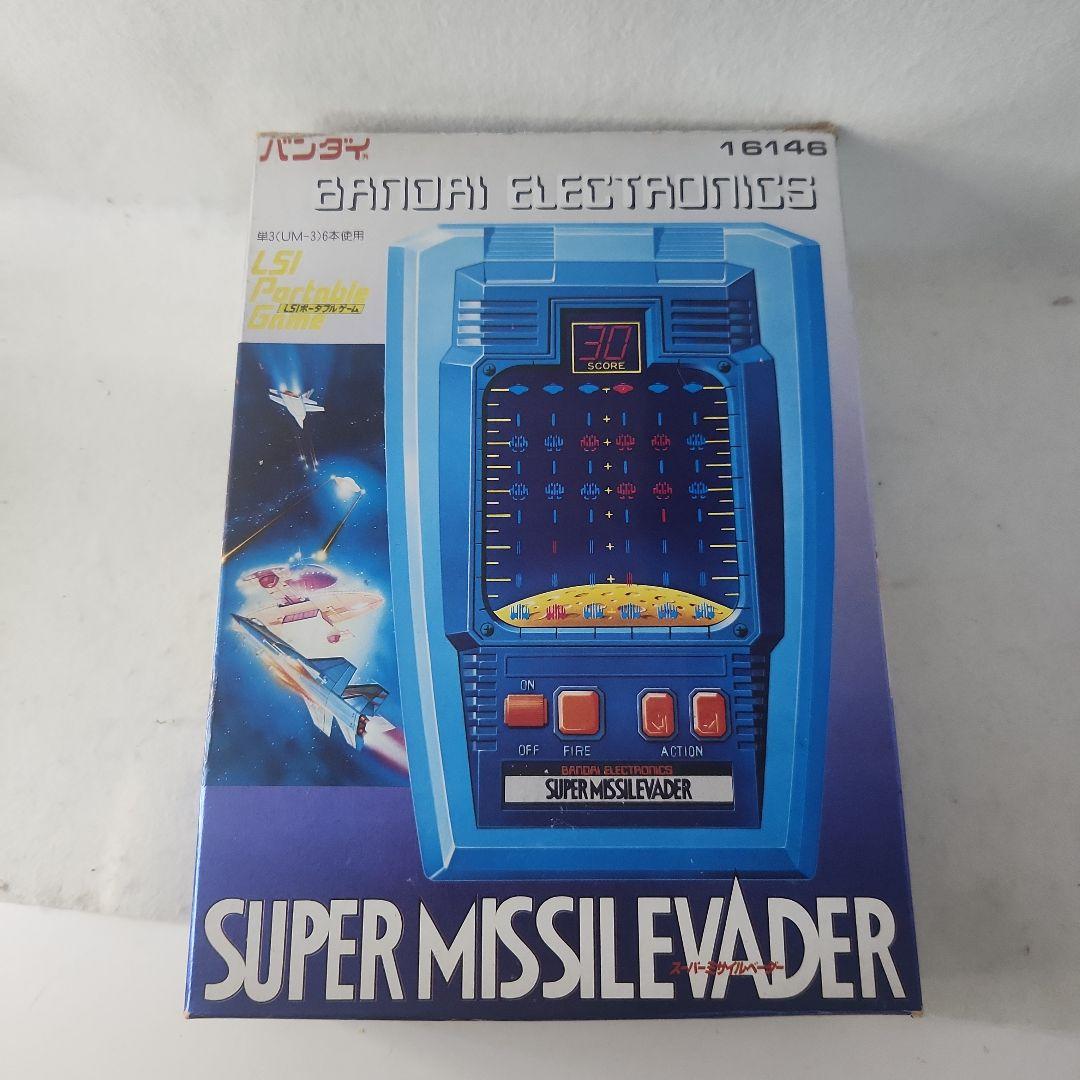 バンダイ
16146
BANDAI ELECTRONICS
単3(UM-3)6本使用
LSI
Portable
LSIポータブルゲーム
Game
30
SCORE
ON
OFF FIRE ACTION
BANDAI ELECTRONICS
SUPER MISSILEVADER
SUPER MISSILEVADER
スーパーミサイルベーダー